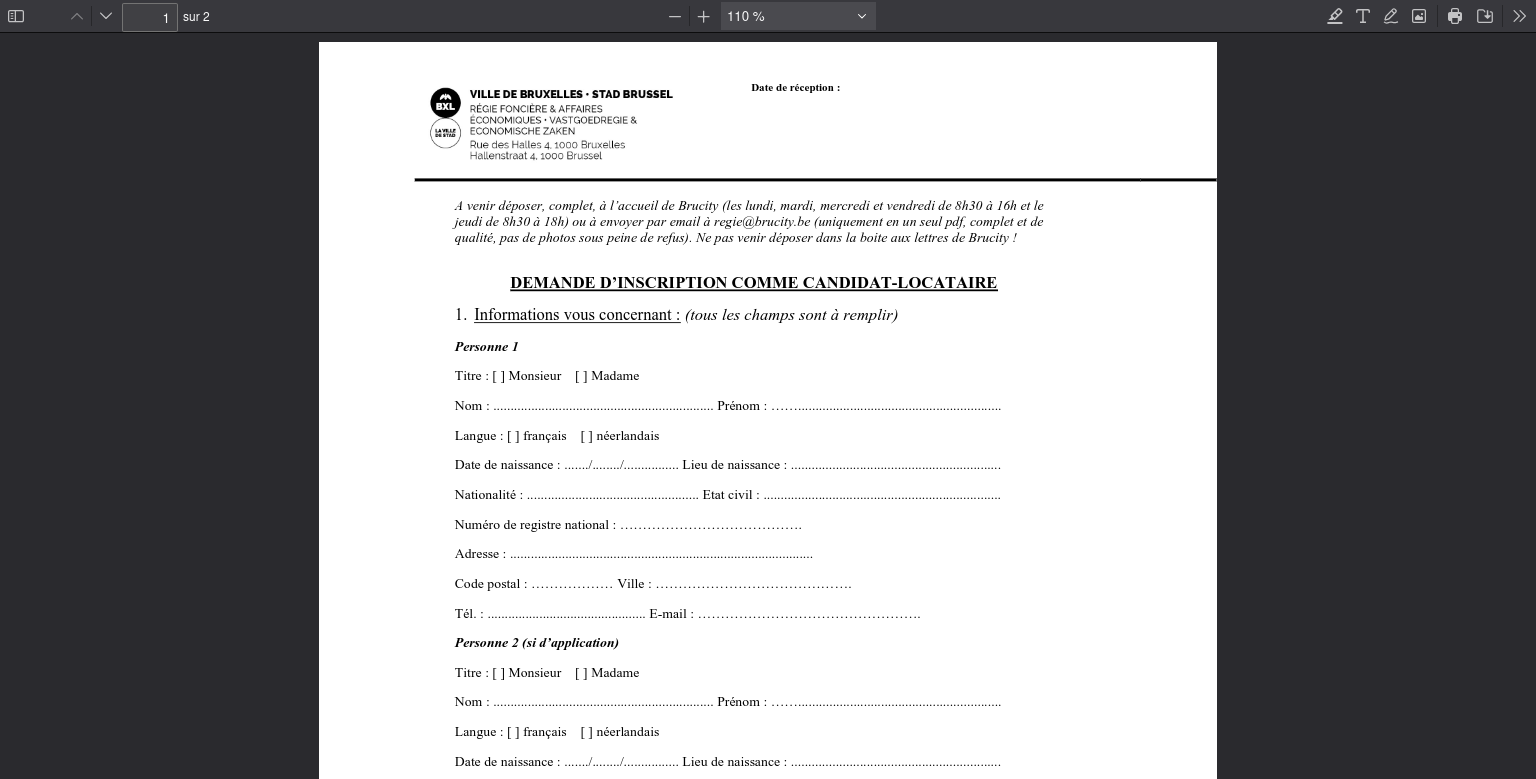 1 sur 2
110 %
Date de réception :
VILLE DE BRUXELLES • STAD BRUSSEL
BXL
RÉGIE FONCIÈRE & AFFAIRES
ÉCONOMIQUES • VASTGOEDREGIE &
ECONOMISCHE ZAKEN
LA VILLE
DE STAD
Rue des Halles 4, 1000 Bruxelles
Hallenstraat 4, 1000 Brussel
A venir déposer, complet, à l’accueil de Brucity (les lundi, mardi, mercredi et vendredi de 8h30 à 16h et le
jeudi de 8h30 à 18h) ou à envoyer par email à regie@brucity.be (uniquement en un seul pdf, complet et de
qualité, pas de photos sous peine de refus). Ne pas venir déposer dans la boite aux lettres de Brucity !
DEMANDE D’INSCRIPTION COMME CANDIDAT-LOCATAIRE
1. Informations vous concernant : (tous les champs sont à remplir)
Personne 1
Titre : [ ] Monsieur [ ] Madame
Nom : ................................................................ Prénom : ……...........................................................
Langue : [ ] français [ ] néerlandais
Date de naissance : ......./......../................ Lieu de naissance : .............................................................
Nationalité : .................................................. Etat civil : .....................................................................
Numéro de registre national : ………………………………….
Adresse : ........................................................................................
Code postal : ……………… Ville : …………………………………….
Tél. : .............................................. E-mail : ………………………………………….
Personne 2 (si d’application)
Titre : [ ] Monsieur [ ] Madame
Nom : ................................................................ Prénom : ……...........................................................
Langue : [ ] français [ ] néerlandais
Date de naissance : ......./......../................ Lieu de naissance : .............................................................